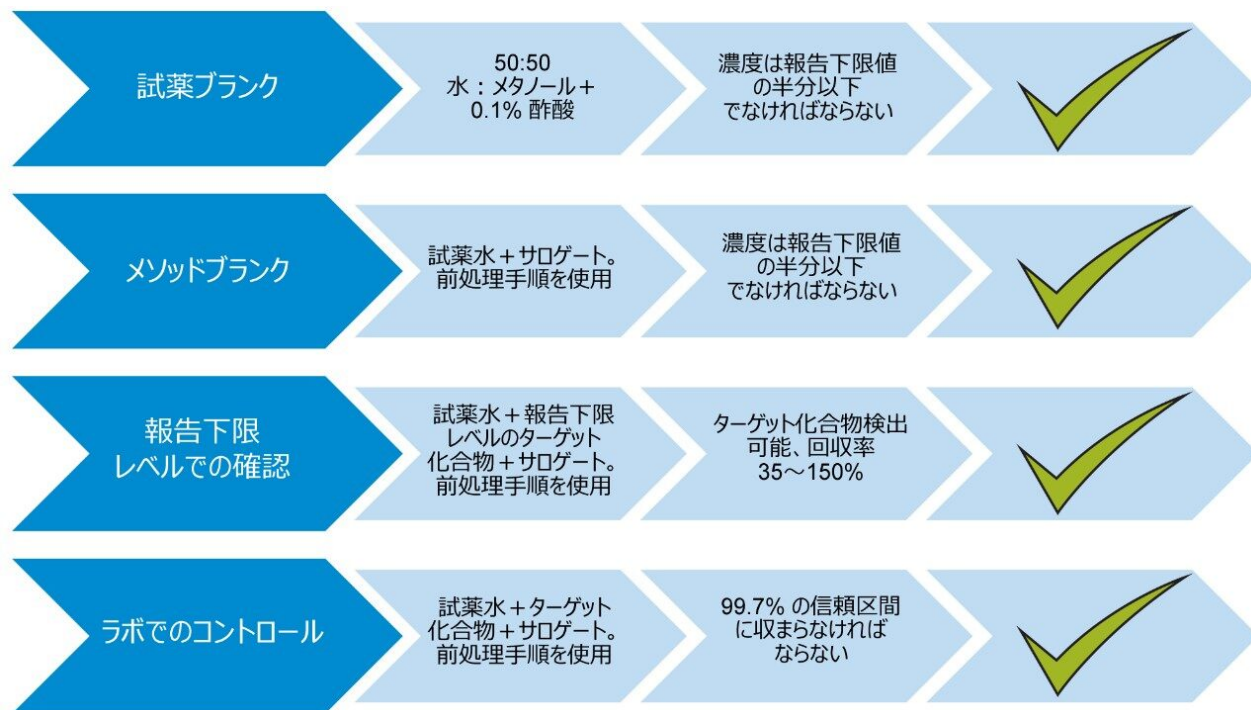 試薬ブランク
50:50
水：メタノール＋
0.1% 酢酸
濃度は報告下限値
の半分以下
でなければならない
メソッドブランク
試薬水＋サロゲート。
前処理手順を使用
濃度は報告下限値
の半分以下
でなければならない
報告下限
レベルでの確認
試薬水＋報告下限
レベルのターゲット
化合物＋サロゲート。
前処理手順を使用
ターゲット化合物検出
可能、回収率
35～150%
ラボでのコントロール
試薬水＋ターゲット
化合物＋サロゲート。
前処理手順を使用
99.7% の信頼区間
に収まらなければ
ならない